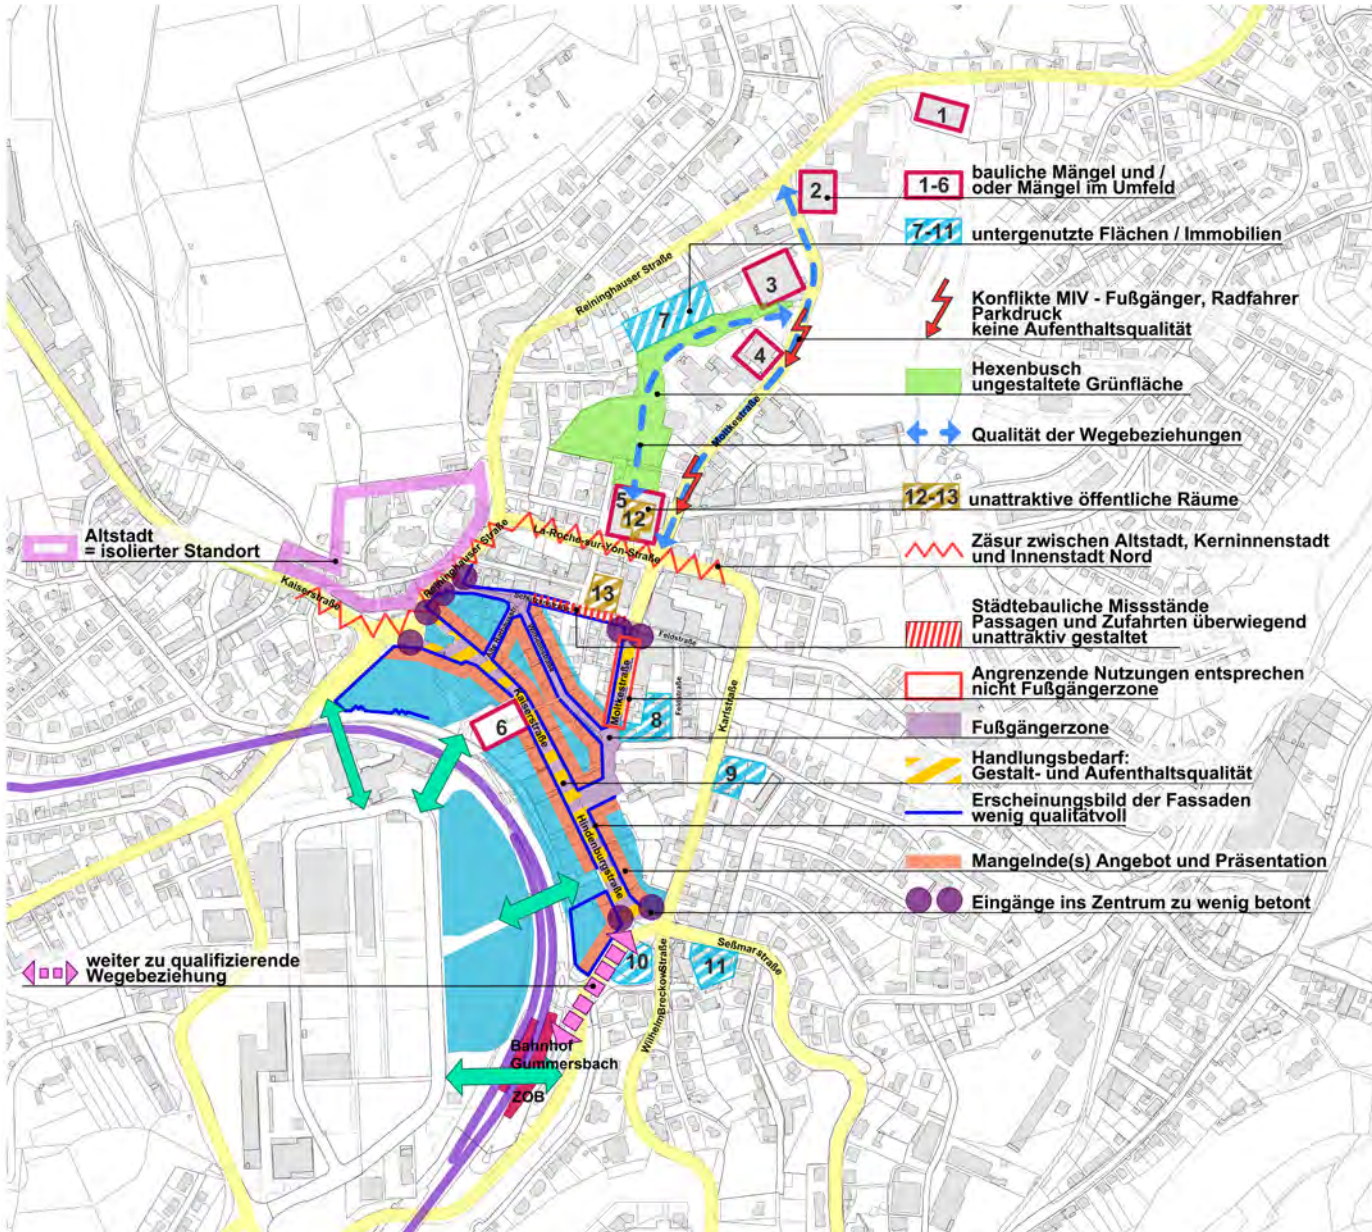 1
1-6
bauliche Mängel und /
oder Mängel im Umfeld
2
7-11
untergenutzte Flächen / Immobilien
Reininghauser Straße
3
7
Konflikte MIV - Fußgänger, Radfahrer
Parkdruck
keine Aufenthaltsqualität
4
Hexenbusch
ungestaltete Grünfläche
Moltkestraße
Qualität der Wegebeziehungen
5
12
12-13
unattraktive öffentliche Räume
Altstadt
= isolierter Standort
La-Roche-sur-Yon-Straße
Reininghauser Straße
Zäsur zwischen Altstadt, Kerninnenstadt
und Innenstadt Nord
Kaiserstraße
13
Städtebauliche Missstände
Passagen und Zufahrten überwiegend
unattraktiv gestaltet
Feldstraße
Angrenzende Nutzungen entsprechen
nicht Fußgängerzone
Kaiserstraße
Moltkestraße
Feldstraße
Karlstraße
6
8
Fußgängerzone
9
Handlungsbedarf:
Gestalt- und Aufenthaltsqualität
Erscheinungsbild der Fassaden
wenig qualitätvoll
Hindenburgstraße
Mangelnde(s) Angebot und Präsentation
Eingänge ins Zentrum zu wenig betont
Seßmarstraße
weiter zu qualifizierende
Wegebeziehung
10
11
WilhelmBreckowStraße
Bahnhof
Gummersbach
ZOB